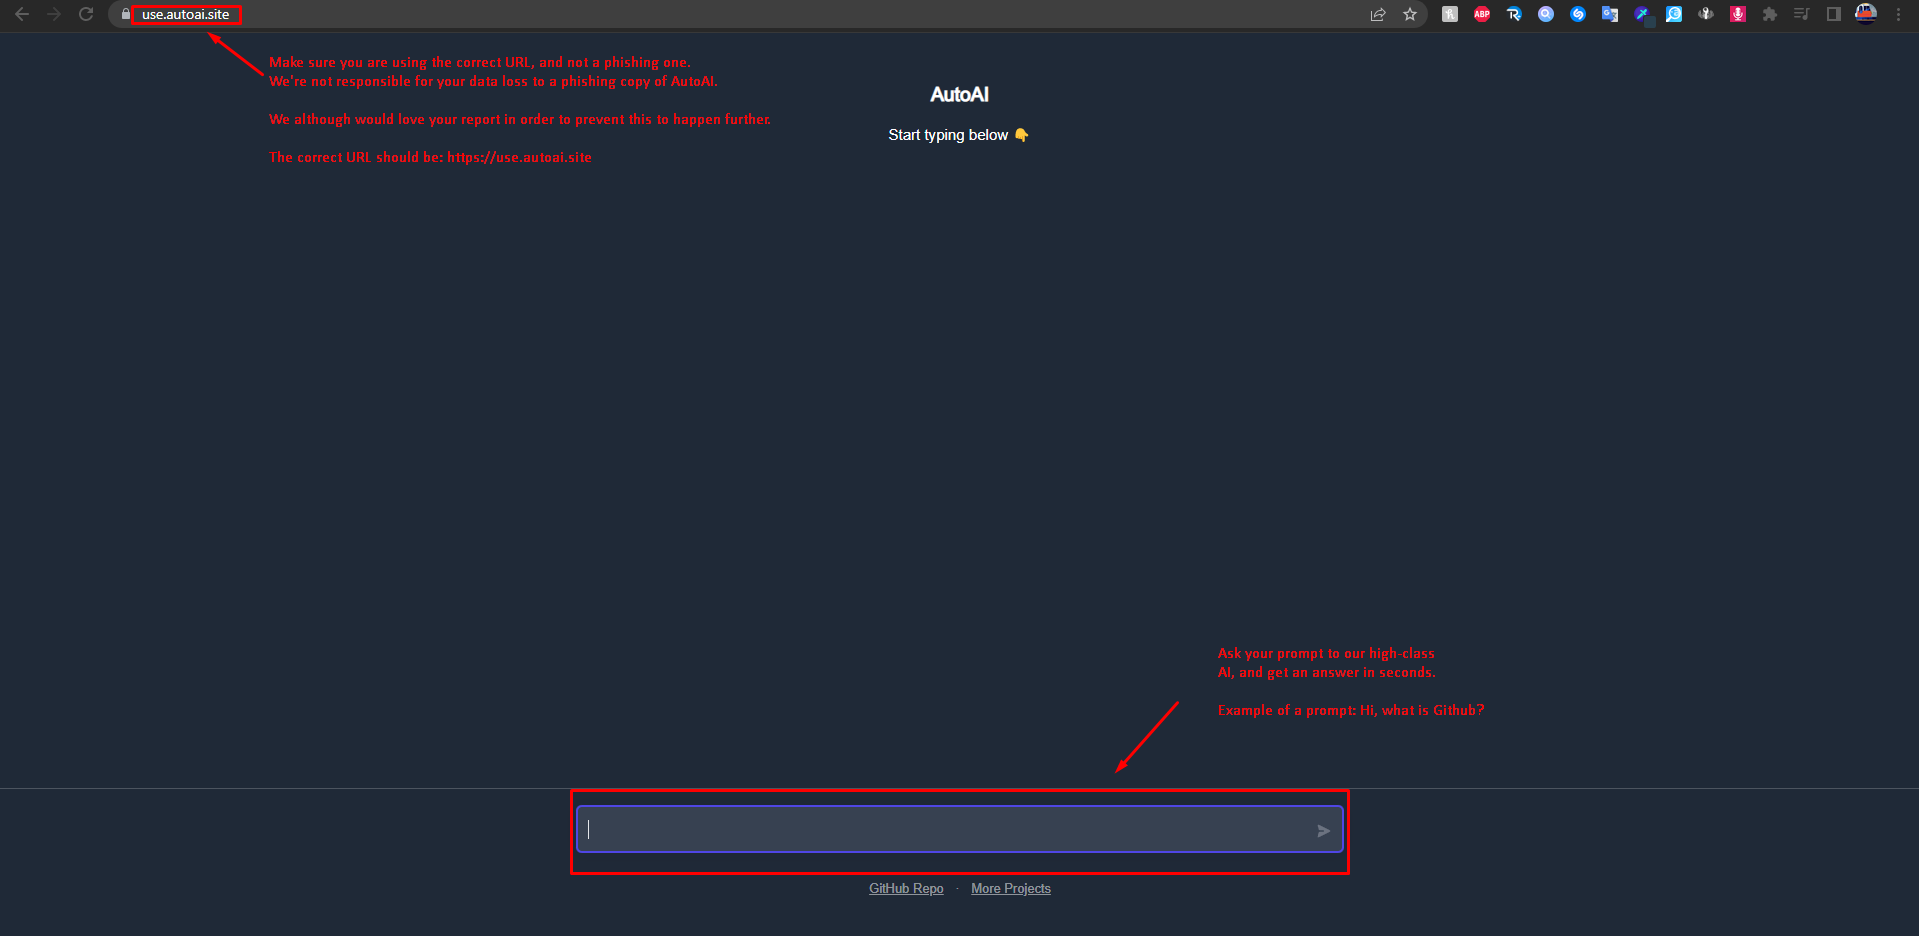 use.autoai.site
Make sure you are using the correct URL, and not a phishing one.
We're not responsible for your data loss to a phishing copy of AutoAI.
We although would love your report in order to prevent this to happen further.
The correct URL should be: https://use.autoai.site
AutoAI
Start typing below 👇
Ask your prompt to our high-class
AI, and get an answer in seconds.
Example of a prompt: Hi, what is Github?
GitHub Repo · More Projects